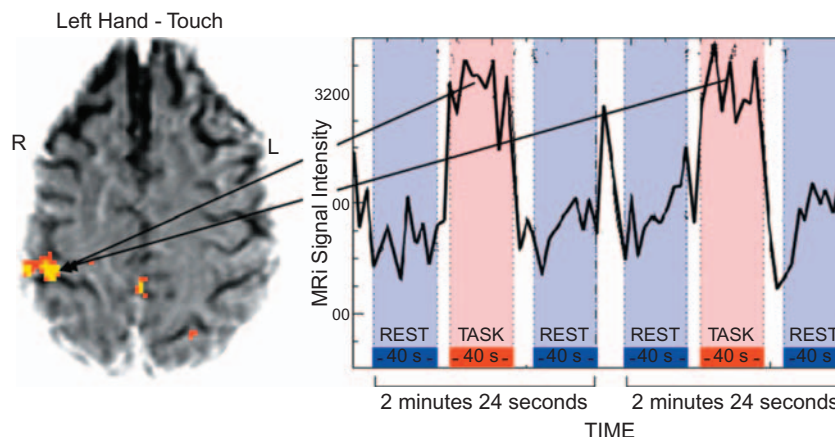 Left Hand - Touch
R
L
MRi Signal Intensity
3200
00
00
REST TASK REST REST TASK REST
- 40 s - - 40 s - - 40 s - - 40 s - - 40 s - - 40 s -
2 minutes 24 seconds 2 minutes 24 seconds
TIME